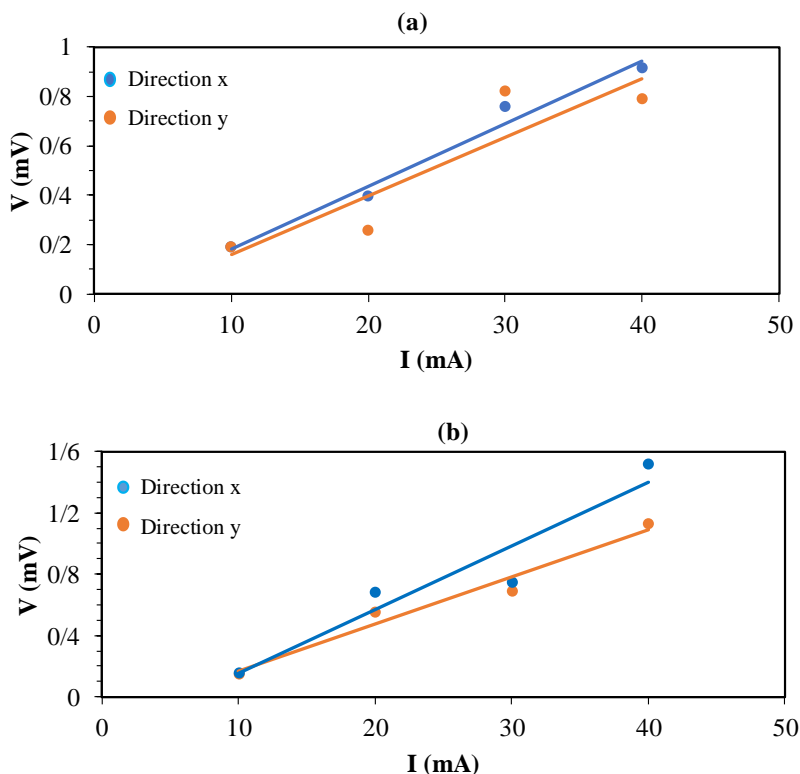 (a)
1
0/8
0/6
0/4
0/2
0
V (mV)
Direction x
Direction y
0 10 20 30 40 50
I (mA)
(b)
1/6
1/2
0/8
0/4
0
V (mV)
Direction x
Direction y
0 10 20 30 40 50
I (mA)